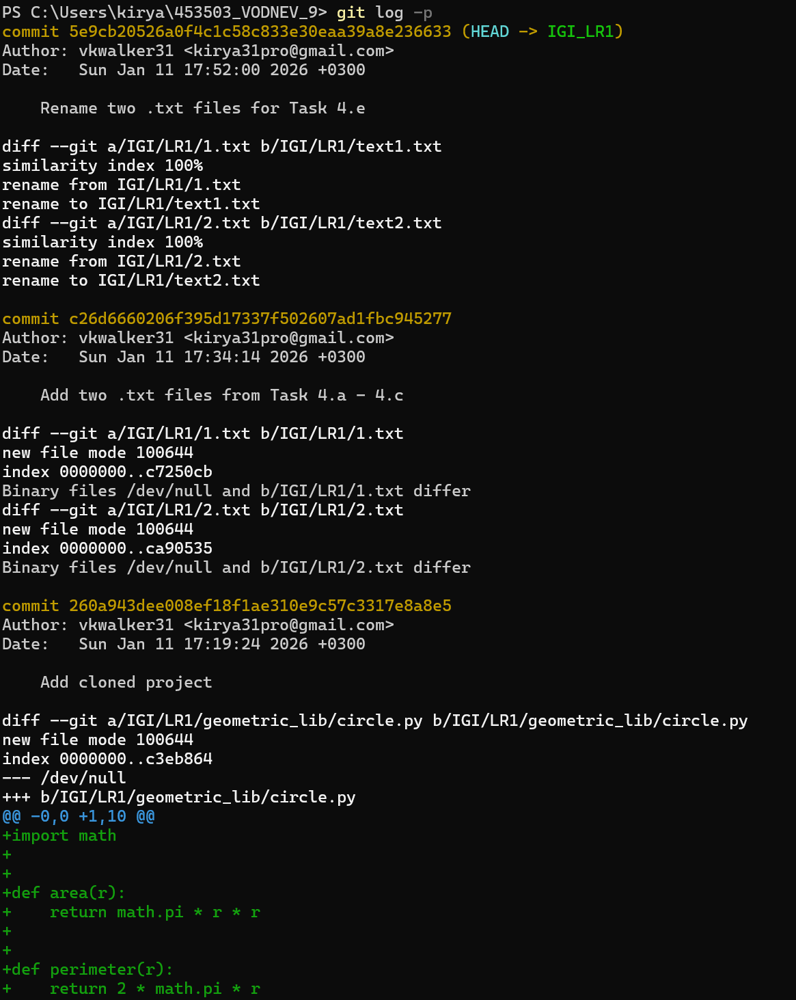 PS C:\Users\kirya\453503_VODNEV_9> git log -p
commit 5e9cb20526a0f4c1c58c833e30eaa39a8e236633 (HEAD -> IGI_LR1)
Author: vkwalker31 <kirya31pro@gmail.com>
Date:   Sun Jan 11 17:52:00 2026 +0300

    Rename two .txt files for Task 4.e

diff --git a/IGI/LR1/1.txt b/IGI/LR1/text1.txt
similarity index 100%
rename from IGI/LR1/1.txt
rename to IGI/LR1/text1.txt
diff --git a/IGI/LR1/2.txt b/IGI/LR1/text2.txt
similarity index 100%
rename from IGI/LR1/2.txt
rename to IGI/LR1/text2.txt

commit c26d6660206f395d17337f502607ad1fbc945277
Author: vkwalker31 <kirya31pro@gmail.com>
Date:   Sun Jan 11 17:34:14 2026 +0300

    Add two .txt files from Task 4.a - 4.c

diff --git a/IGI/LR1/1.txt b/IGI/LR1/1.txt
new file mode 100644
index 0000000..c7250cb
Binary files /dev/null and b/IGI/LR1/1.txt differ
diff --git a/IGI/LR1/2.txt b/IGI/LR1/2.txt
new file mode 100644
index 0000000..ca90535
Binary files /dev/null and b/IGI/LR1/2.txt differ

commit 260a943dee008ef18f1ae310e9c57c3317e8a8e5
Author: vkwalker31 <kirya31pro@gmail.com>
Date:   Sun Jan 11 17:19:24 2026 +0300

    Add cloned project

diff --git a/IGI/LR1/geometric_lib/circle.py b/IGI/LR1/geometric_lib/circle.py
new file mode 100644
index 0000000..c3eb864
--- /dev/null
+++ b/IGI/LR1/geometric_lib/circle.py
@@ -0,0 +1,10 @@
+import math
+
+
+def area(r):
+    return math.pi * r * r
+
+
+def perimeter(r):
+    return 2 * math.pi * r